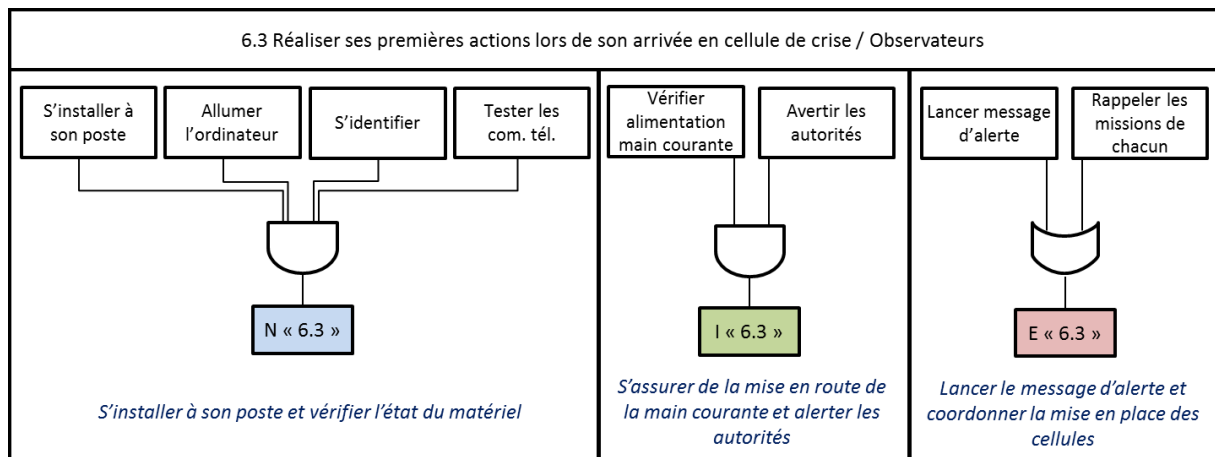 6.3 Réaliser ses premières actions lors de son arrivée en cellule de crise / Observateurs
S’installer à
son poste
Allumer
l’ordinateur
S’identifier
Tester les
com. tél.
Vérifier
alimentation
main courante
Avertir les
autorités
Lancer message
d’alerte
Rappeler les
missions de
chacun
N « 6.3 »
I « 6.3 »
E « 6.3 »
S’installer à son poste et vérifier l’état du matériel
S’assurer de la mise en route de
la main courante et alerter les
autorités
Lancer le message d’alerte et
coordonner la mise en place des
cellules